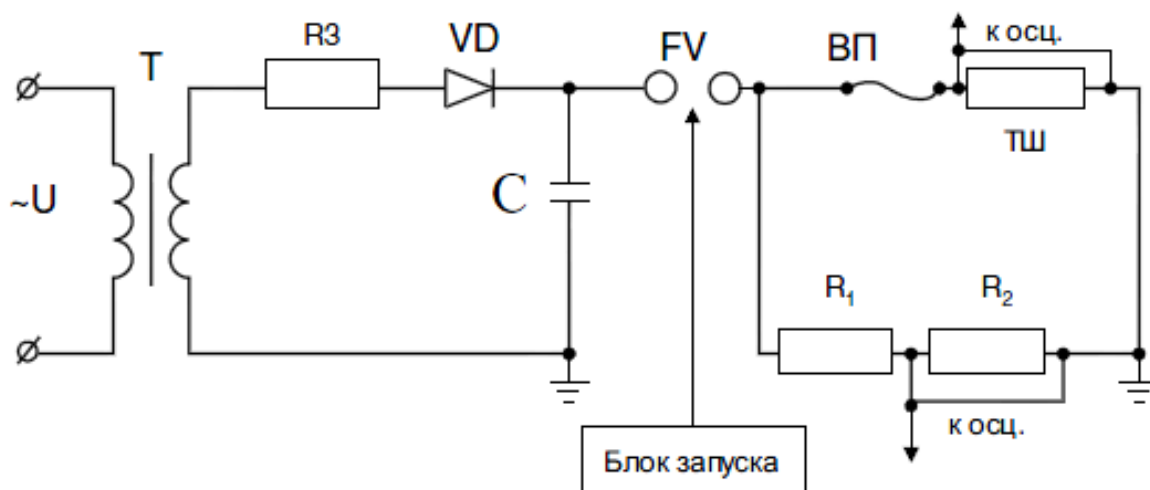 T
R3
VD
FV
ВП
к осц.
ТШ
~U
C
R₁
R₂
к осц.
Блок запуска